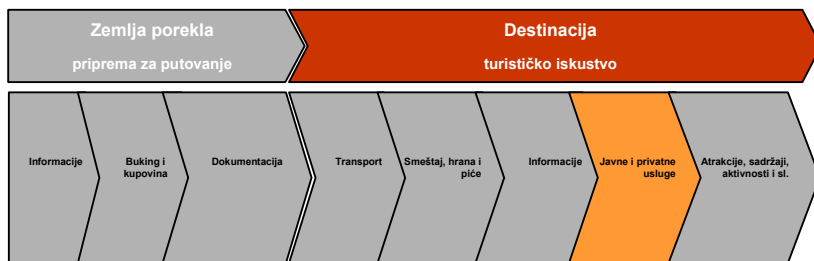 Zemlja porekla
priprema za putovanje
Destinacija
turističko iskustvo
Informacije
Buking i
kupovina
Dokumentacija
Transport
Smeštaj, hrana i
piće
Informacije
Javne i privatne
usluge
Atrakcije, sadržaji,
aktivnosti i sl.